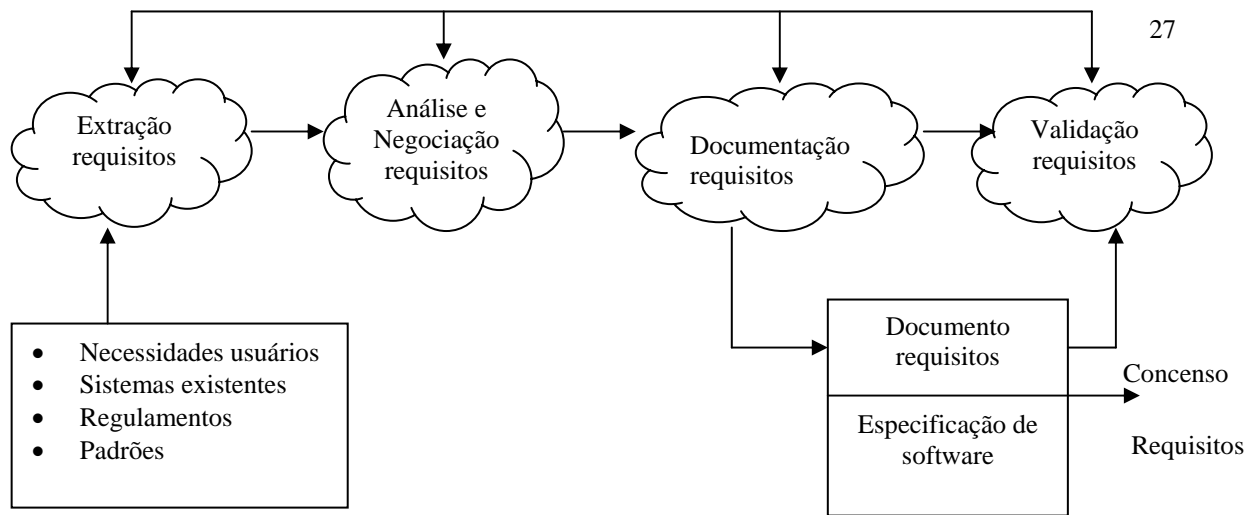 27
Extração
requisitos
Análise e
Negociação
requisitos
Documentação
requisitos
Validação
requisitos
• Necessidades usuários
• Sistemas existentes
• Regulamentos
• Padrões
Documento
requisitos
Especificação de
software
Concenso
Requisitos